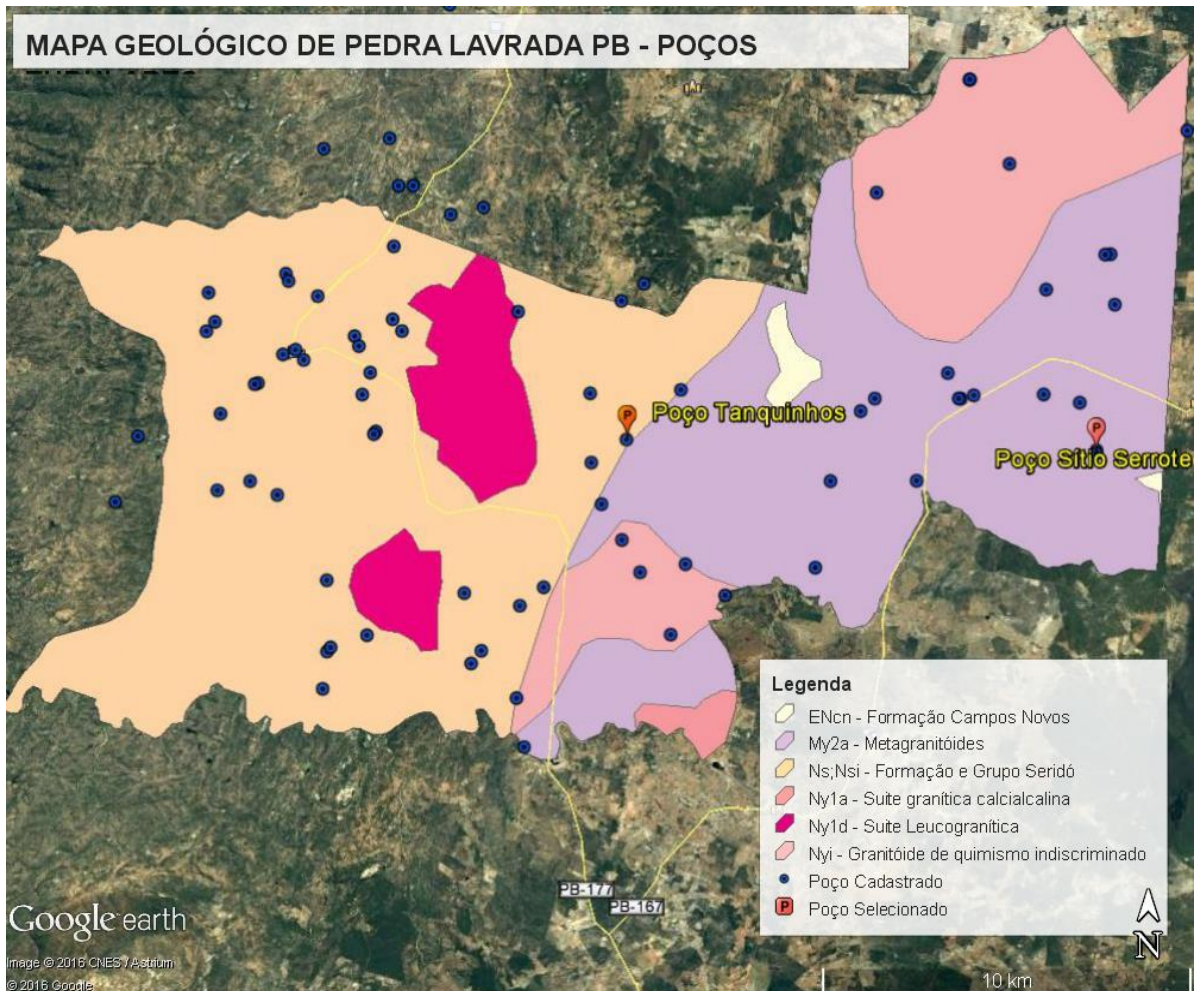 MAPA GEOLÓGICO DE PEDRA LAVRADA PB - POÇOS
P
Poço Tanquinhos
P
Poço Sítio Serrote
Legenda
ENcn - Formação Campos Novos
My2a - Metagranitóides
Ns;Nsi - Formação e Grupo Seridó
Ny1a - Suite granítica calcialcalina
Ny1d - Suite Leucogranítica
Nyi - Granitóide de quimismo indiscriminado
Poço Cadastrado
P Poço Selecionado
PB-177
PB-167
N
Google earth
Image © 2016 CNES / Astrium
© 2016 Google
10 km